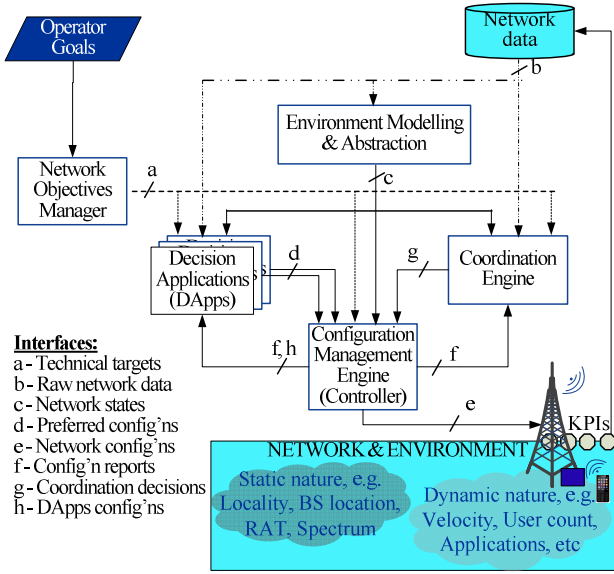 Operator
Goals
Network
data
b
Environment Modelling
& Abstraction
Network
Objectives
Manager
a
c
Decision
Applications
(DApps)
s
d
g
Coordination
Engine
Configuration
Management
Engine
(Controller)
f, h
f
e
Interfaces:
a - Technical targets
b - Raw network data
c - Network states
d - Preferred config'ns
e - Network config'ns
f - Config'n reports
g - Coordination decisions
h - DApps config'ns
KPIs
NETWORK & ENVIRONMENT
Static nature, e.g.
Locality, BS location,
RAT, Spectrum
Dynamic nature, e.g.
Velocity, User count,
Applications, etc